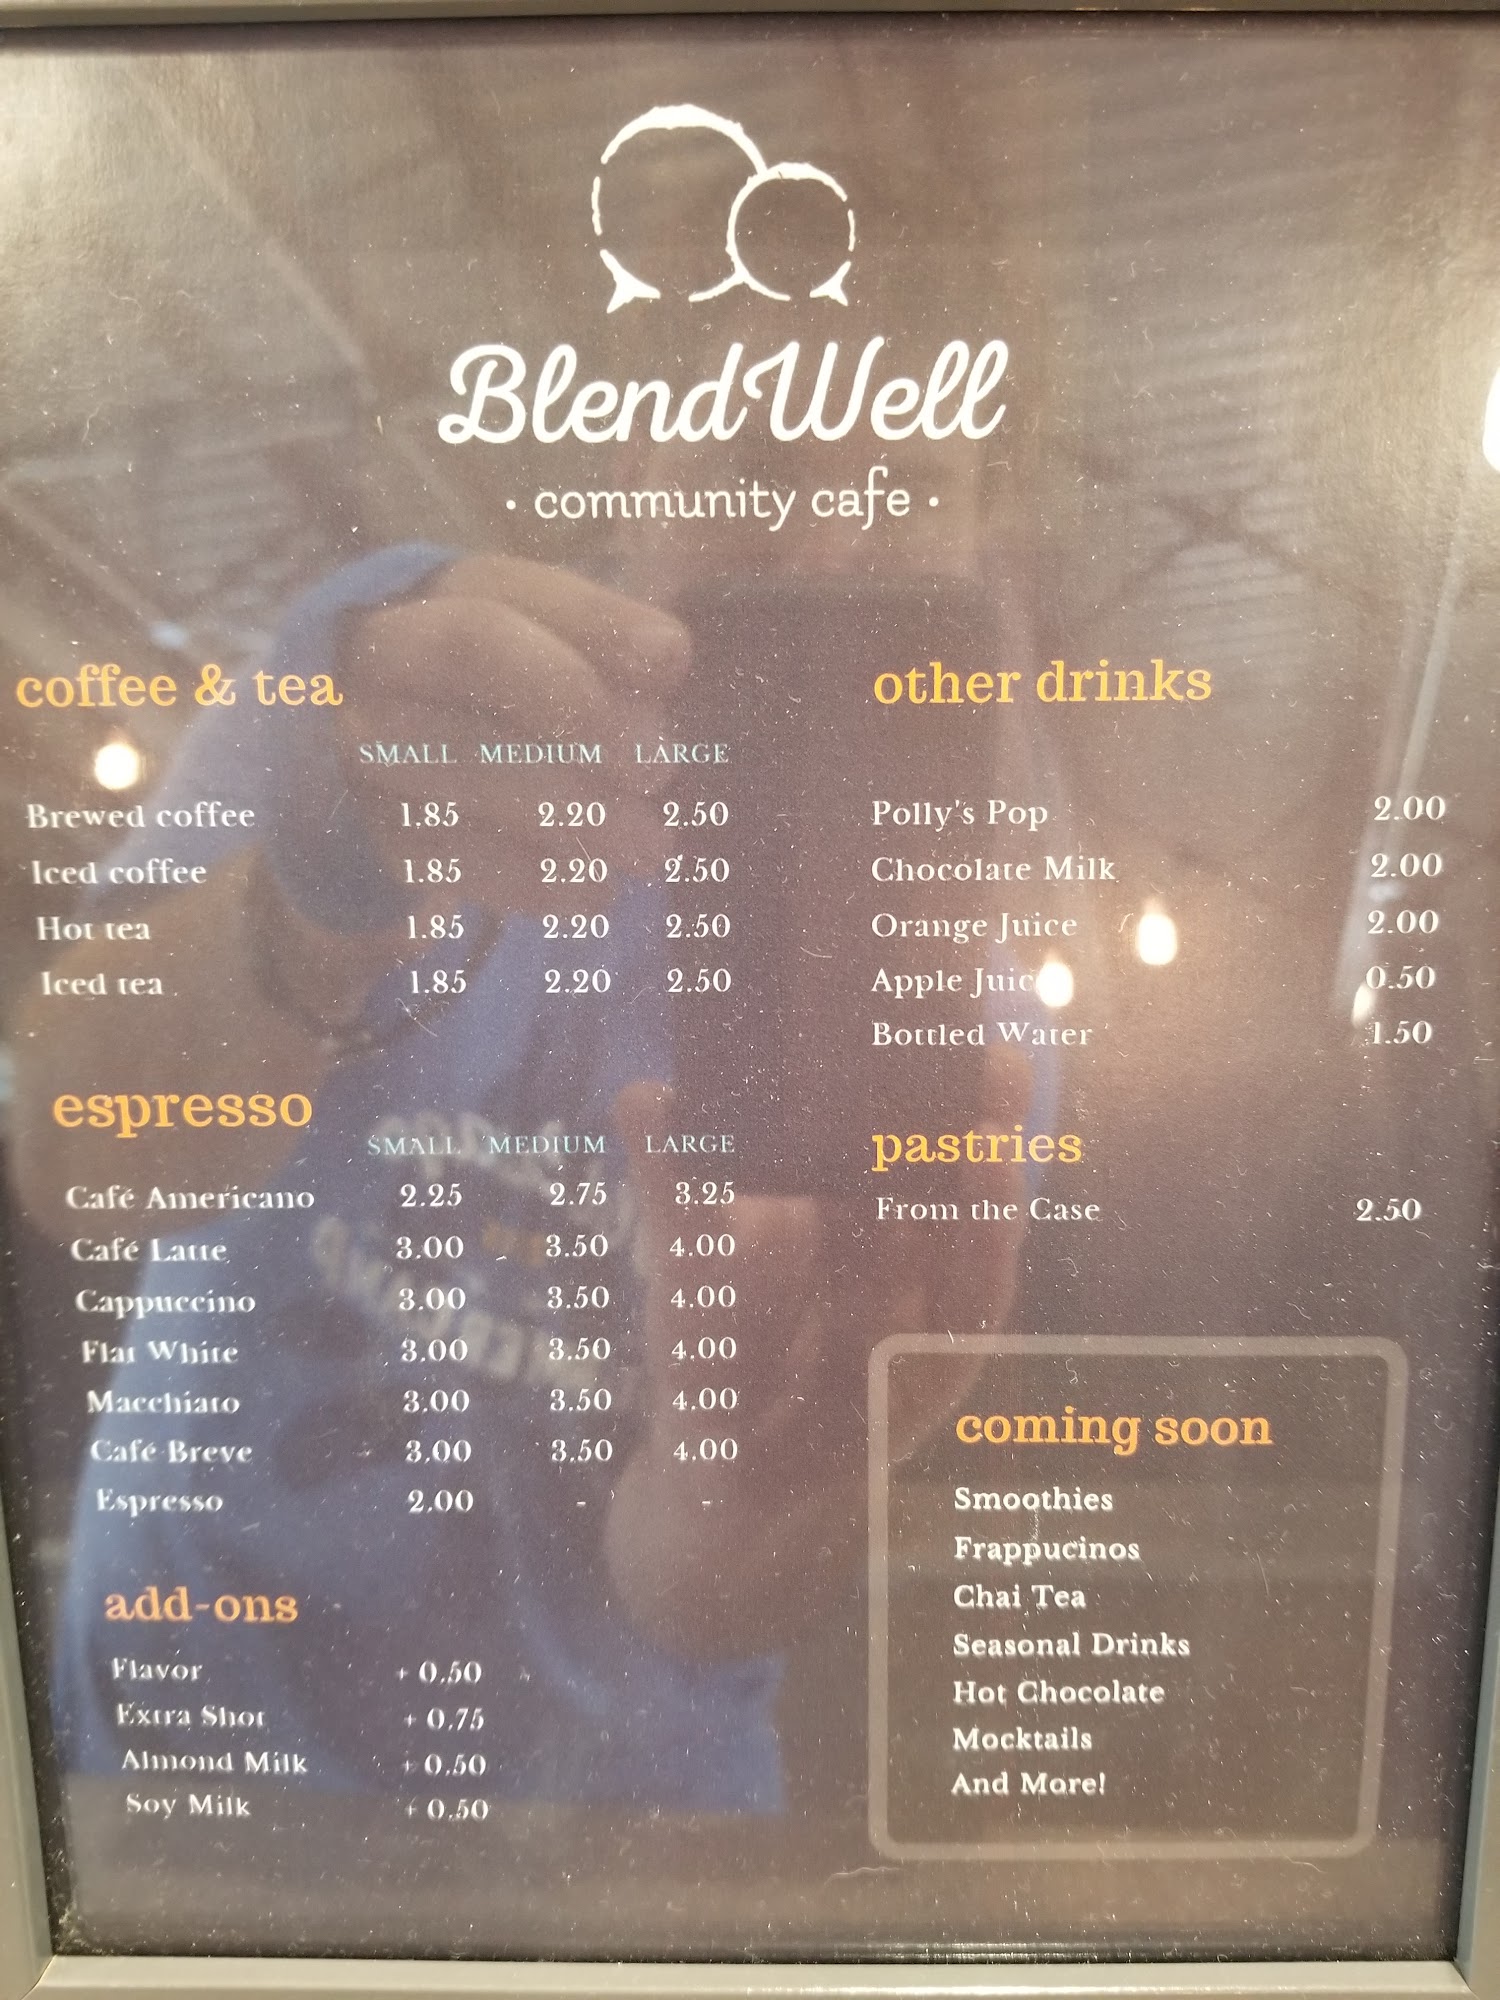 BlendWell
· community cafe ·
coffee & tea
SMALL MEDIUM LARGE
Brewed coffee 1.85 2.20 2.50
Iced coffee 1.85 2.20 2.50
Hot tea 1.85 2.20 2.50
Iced tea 1.85 2.20 2.50
espresso
SMALL MEDIUM LARGE
Café Americano 2.25 2.75 3.25
Café Latte 3.00 3.50 4.00
Cappuccino 3.00 3.50 4.00
Flat White 3.00 3.50 4.00
Macchiato 3.00 3.50 4.00
Café Breve 3.00 3.50 4.00
Espresso 2.00 - -
add-ons
Flavor + 0.50
Extra Shot + 0.75
Almond Milk + 0.50
Soy Milk + 0.50
other drinks
Polly's Pop 2.00
Chocolate Milk 2.00
Orange Juice 2.00
Apple Juice 0.50
Bottled Water 1.50
pastries
From the Case 2.50
coming soon
Smoothies
Frappucinos
Chai Tea
Seasonal Drinks
Hot Chocolate
Mocktails
And More!